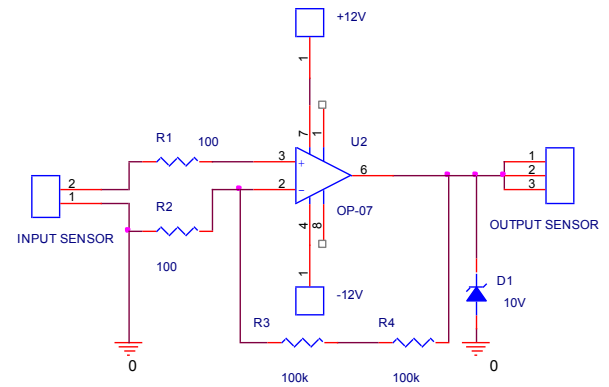 +12V
1
7
1
U2
R1
100
3
+
2
1
2
-
6
OP-07
1
2
3
INPUT SENSOR
R2
100
4
8
OUTPUT SENSOR
1
-12V
D1
10V
R3
R4
100k
100k
0
0